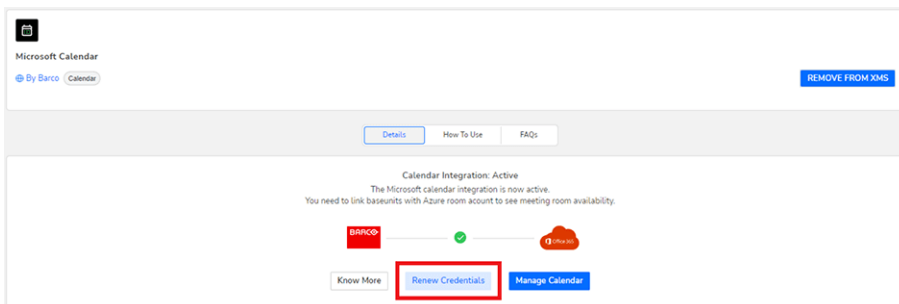 Microsoft Calendar
By Barco Calendar
REMOVE FROM XMS
Details How To Use FAQs
Calendar Integration: Active
The Microsoft calendar integration is now active.
You need to link baseunits with Azure room acount to see meeting room availability.
BARCO Office 365
Know More Renew Credentials Manage Calendar